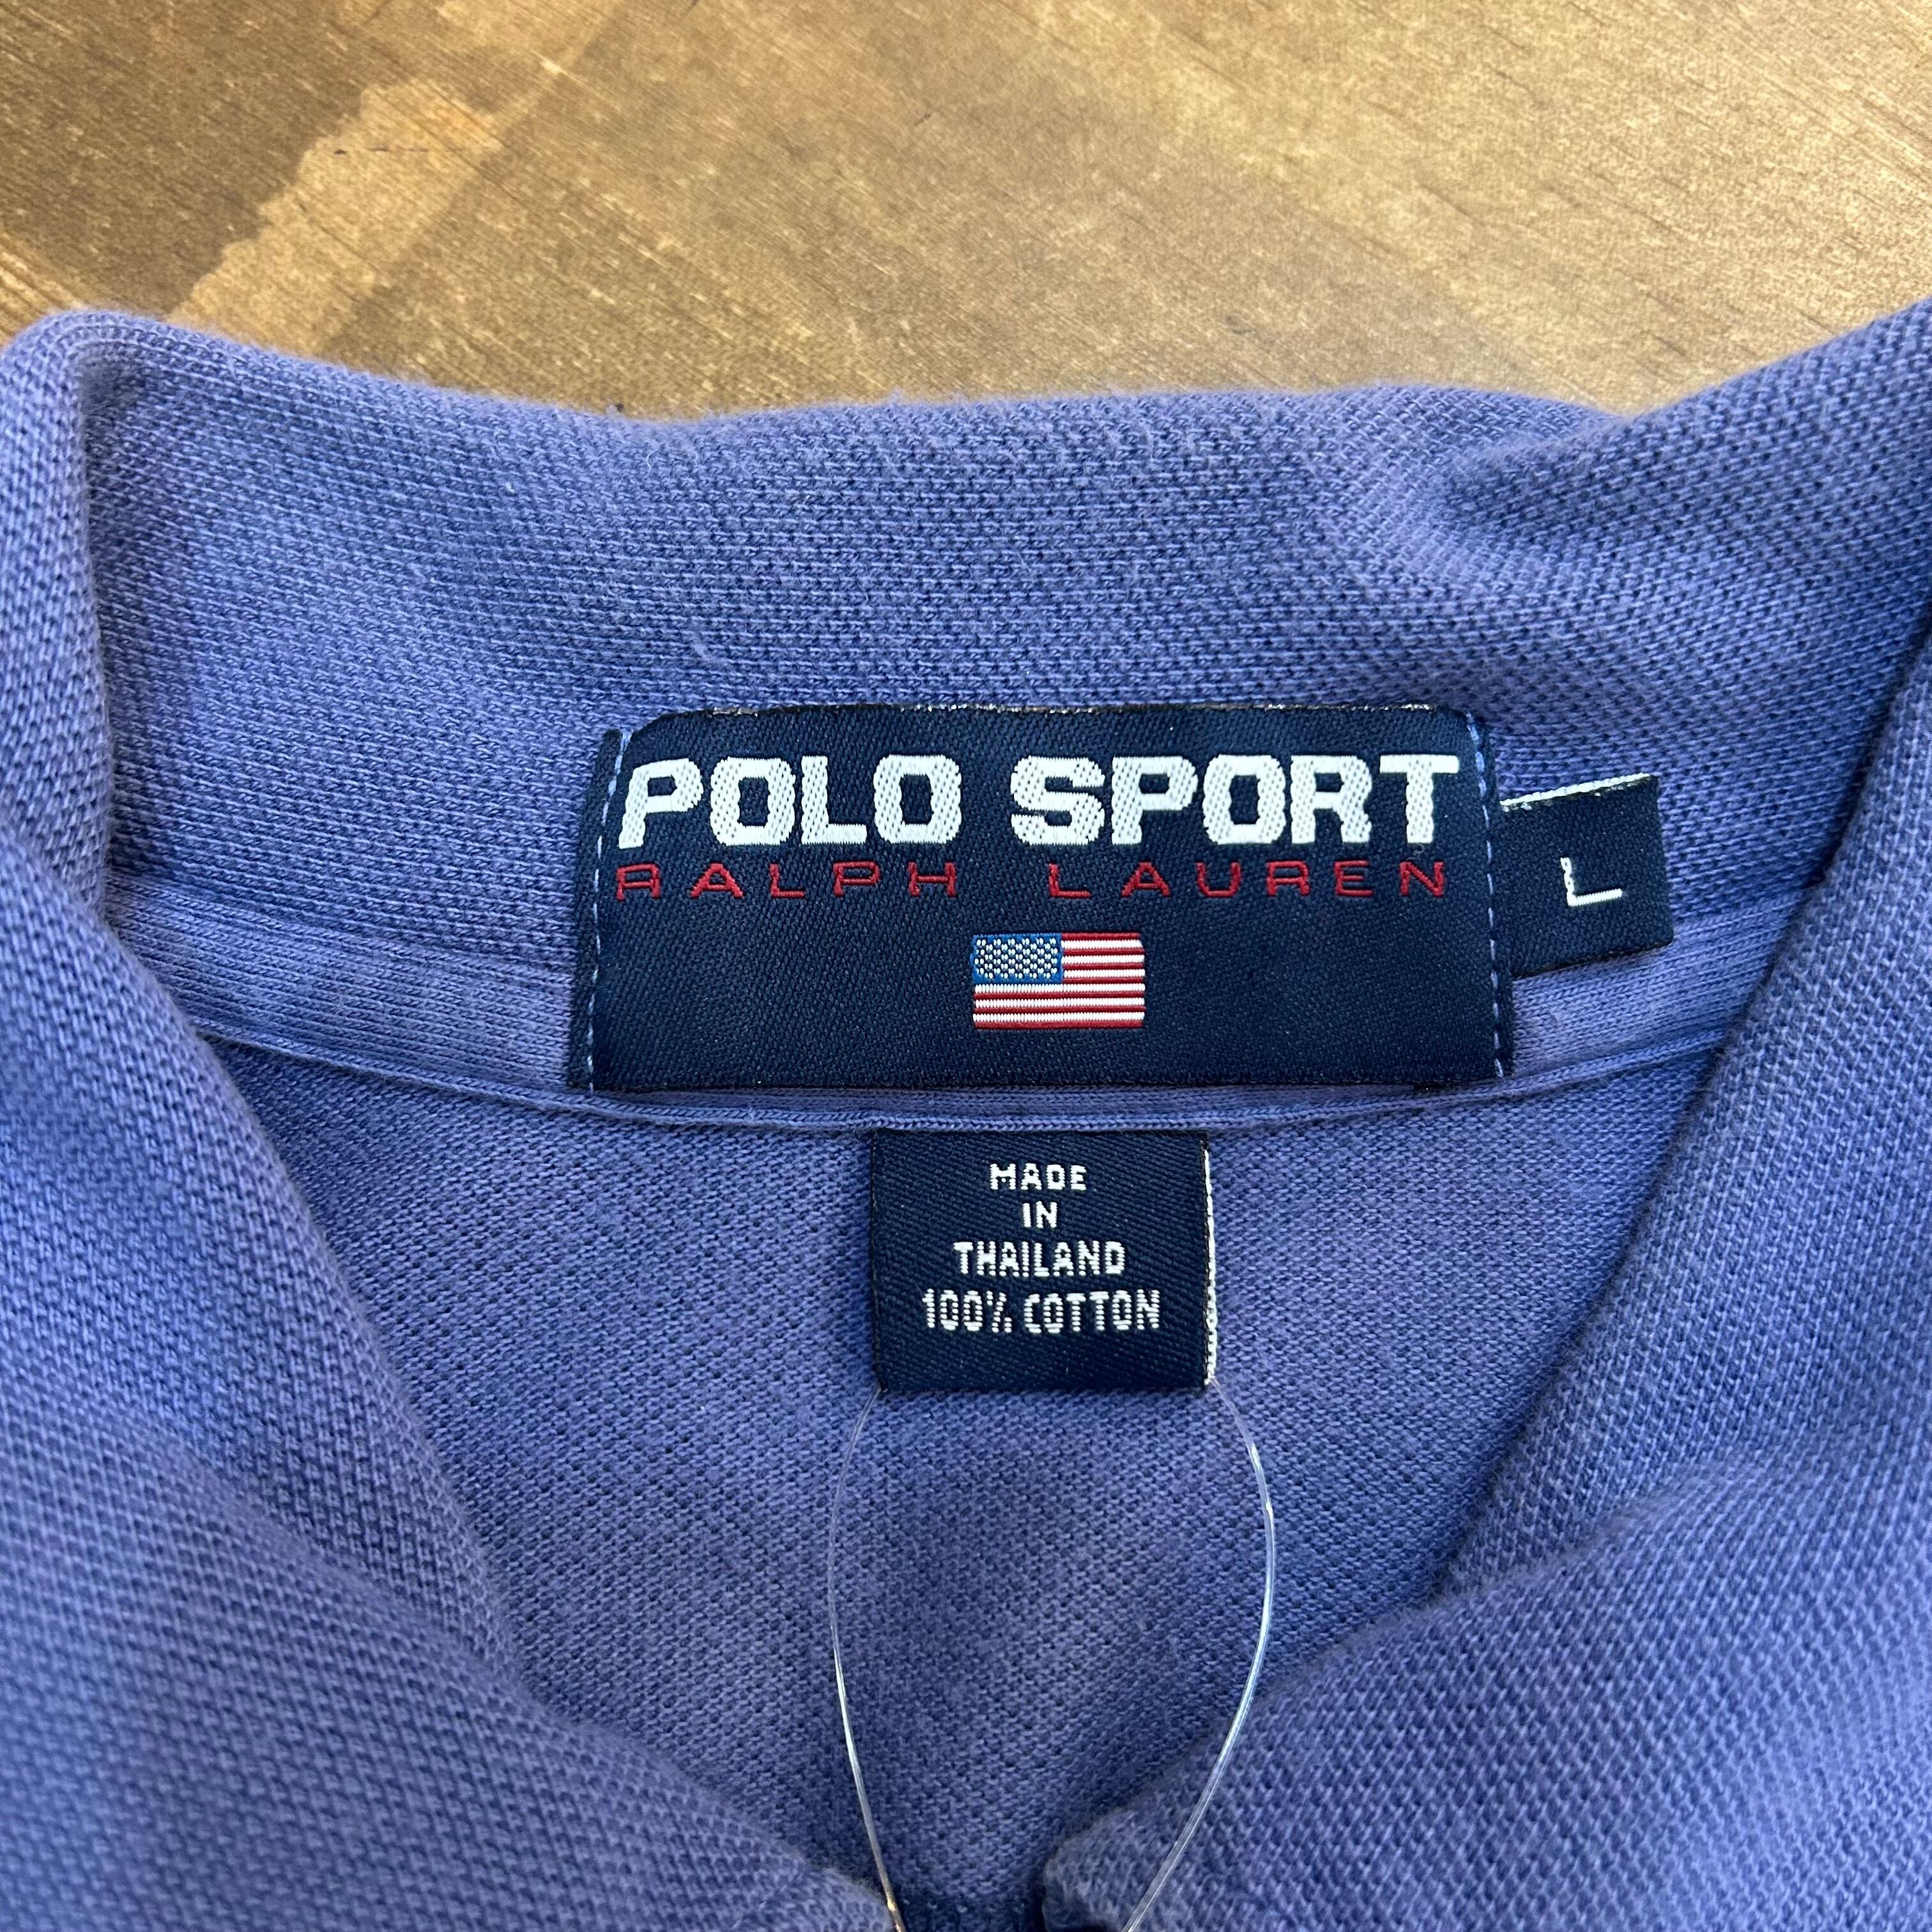 POLO SPORT
RALPH LAUREN
L
MADE
IN
THAILAND
100% COTTON